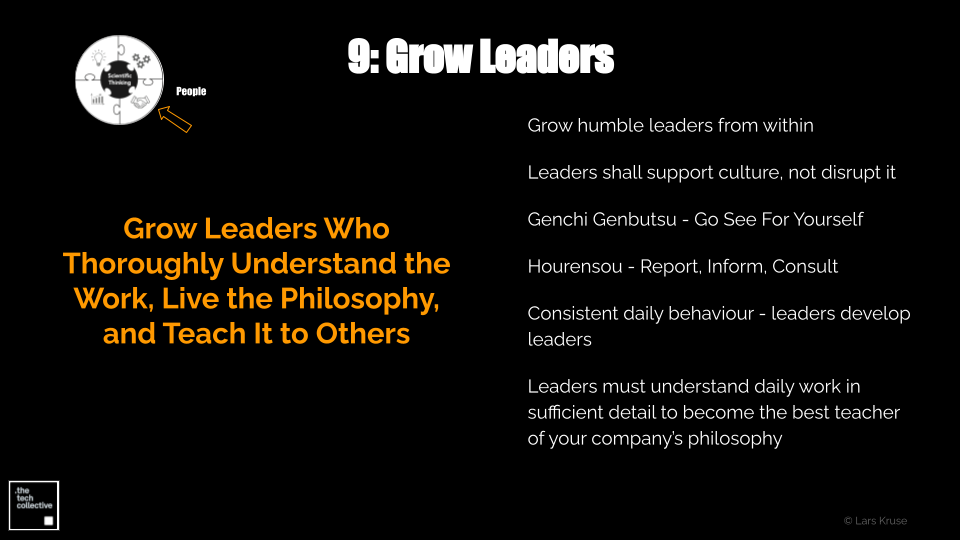 9: Grow Leaders
Scientific
Thinking
People
Grow Leaders Who
Thoroughly Understand the
Work, Live the Philosophy,
and Teach It to Others
Grow humble leaders from within
Leaders shall support culture, not disrupt it
Genchi Genbutsu - Go See For Yourself
Hourensou - Report, Inform, Consult
Consistent daily behaviour - leaders develop
leaders
Leaders must understand daily work in
sufficient detail to become the best teacher
of your company’s philosophy
.the
tech
collective
© Lars Kruse